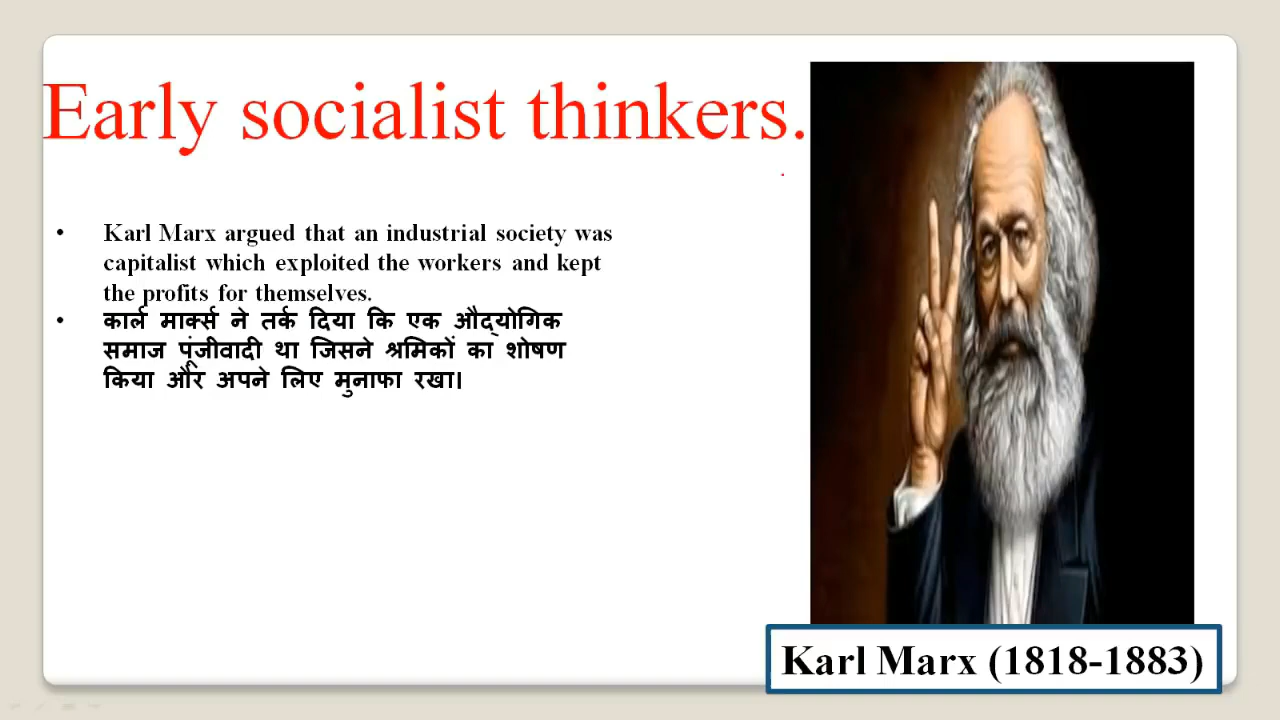 Early socialist thinkers.
• Karl Marx argued that an industrial society was
capitalist which exploited the workers and kept
the profits for themselves.
• कार्ल मार्क्स ने तर्क दिया कि एक औद्योगिक
समाज पूंजीवादी था जिसने श्रमिकों का शोषण
किया और अपने लिए मुनाफा रखा।
Karl Marx (1818-1883)